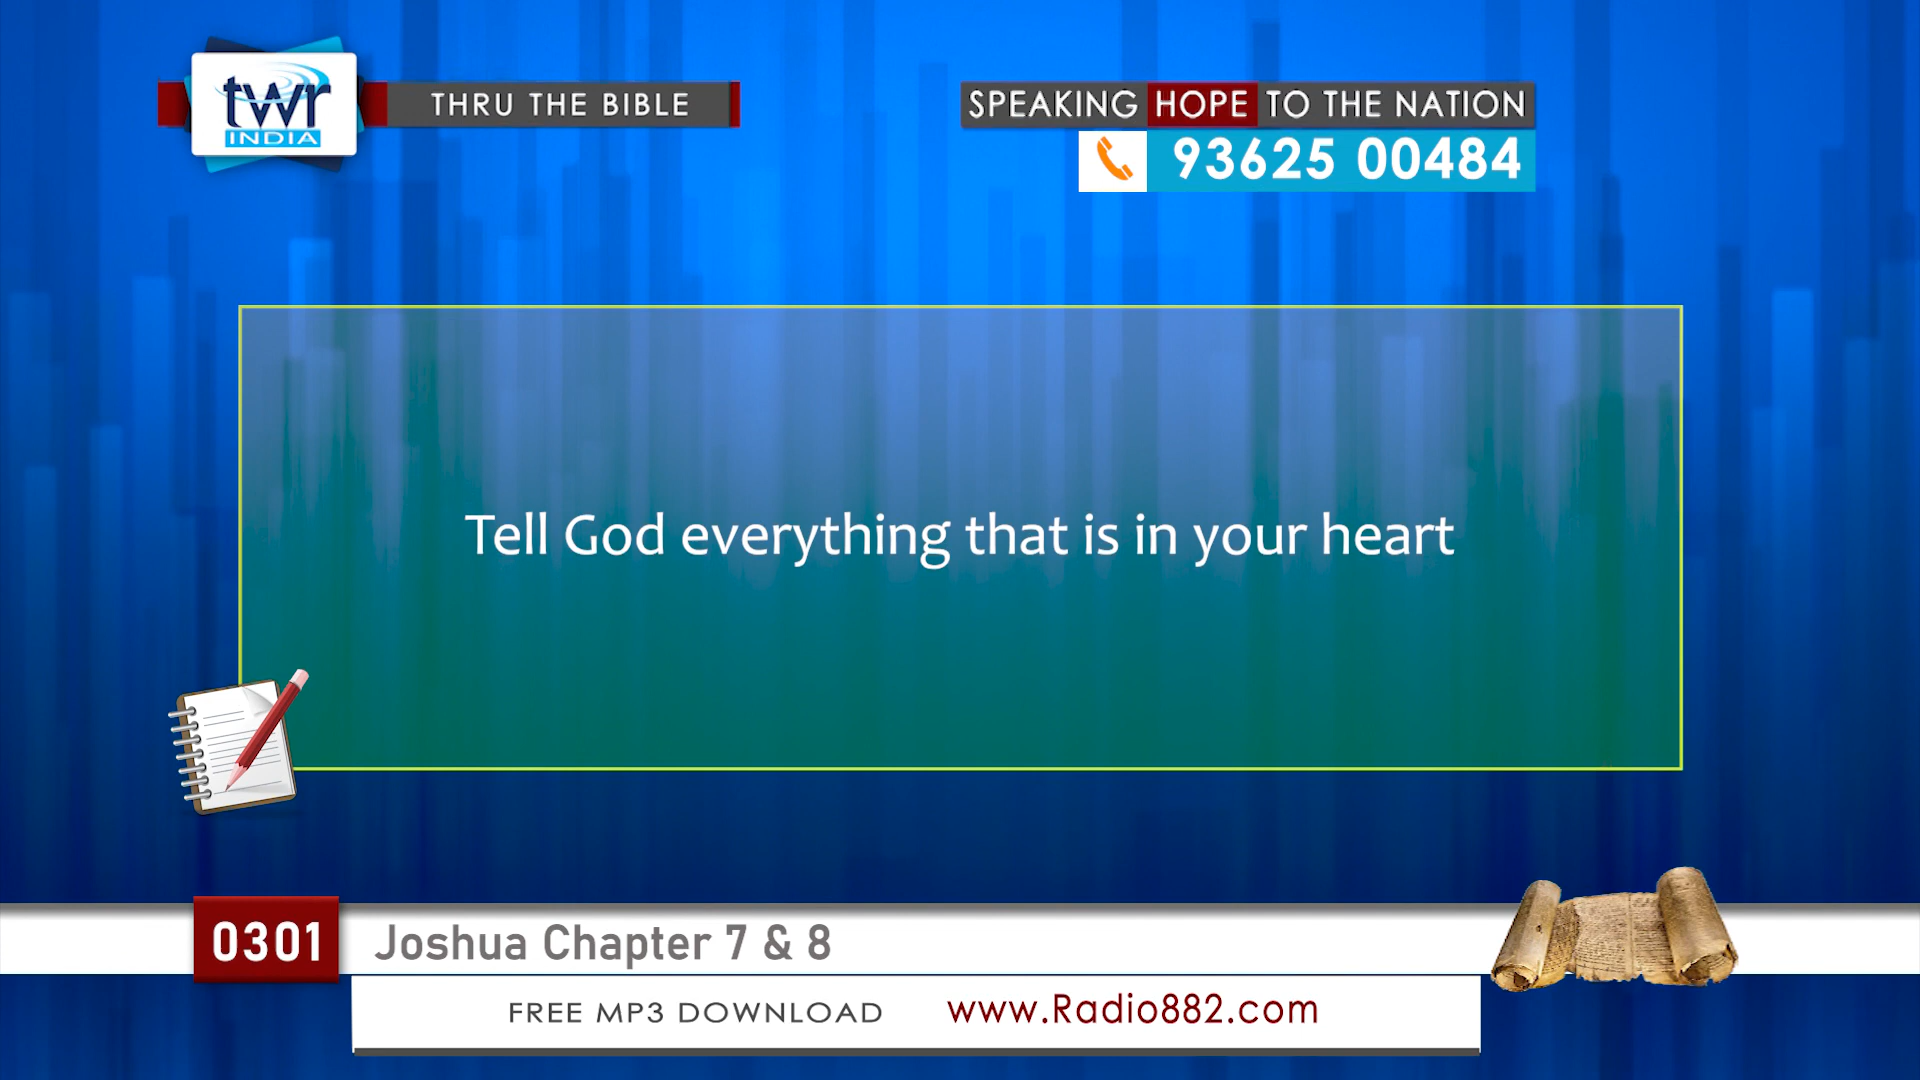 twr
INDIA
THRU THE BIBLE
SPEAKING HOPE TO THE NATION
93625 00484
Tell God everything that is in your heart
0301
Joshua Chapter 7 & 8
FREE MP3 DOWNLOAD www.Radio882.com